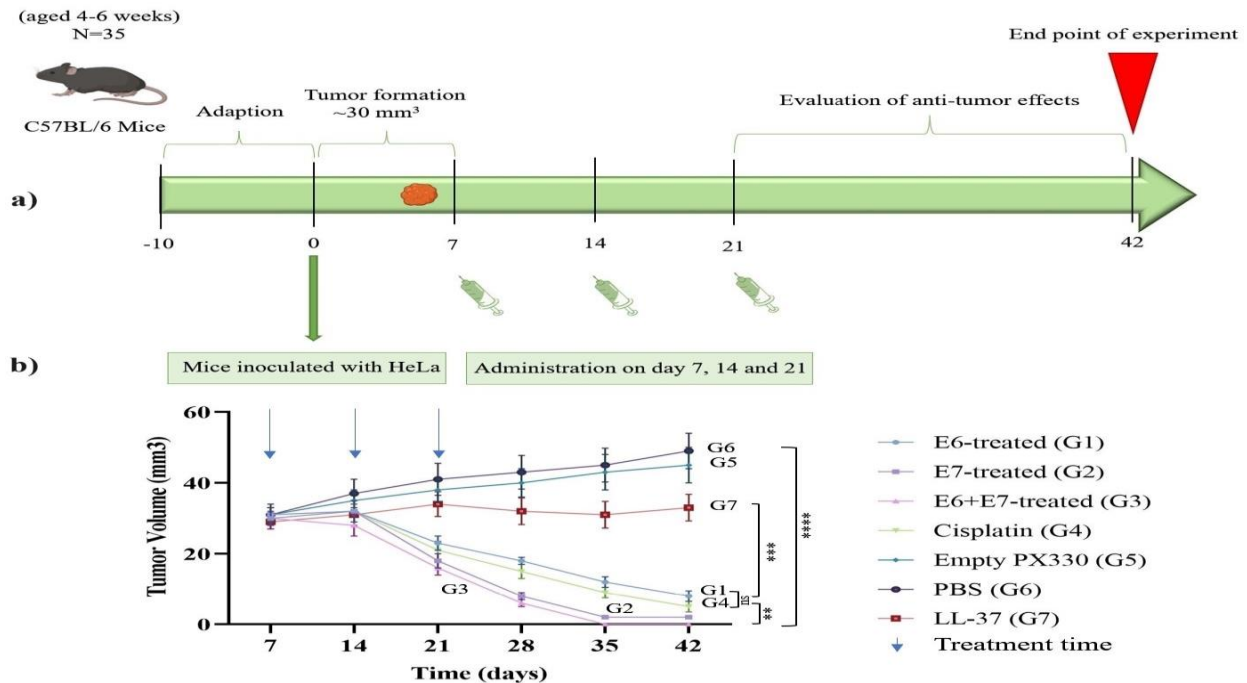 (aged 4-6 weeks)
N=35
C57BL/6 Mice
Adaption
Tumor formation
~30 mm³
Evaluation of anti-tumor effects
End point of experiment
a)
-10 0 7 14 21 42
Mice inoculated with HeLa
Administration on day 7, 14 and 21
b)
Tumor Volume (mm3)
60
40
20
0
7 14 21 28 35 42
Time (days)
G6
G5
G7
G3
G2
G1
G4
ns
**
***
****
E6-treated (G1)
E7-treated (G2)
E6+E7-treated (G3)
Cisplatin (G4)
Empty PX330 (G5)
PBS (G6)
LL-37 (G7)
Treatment time